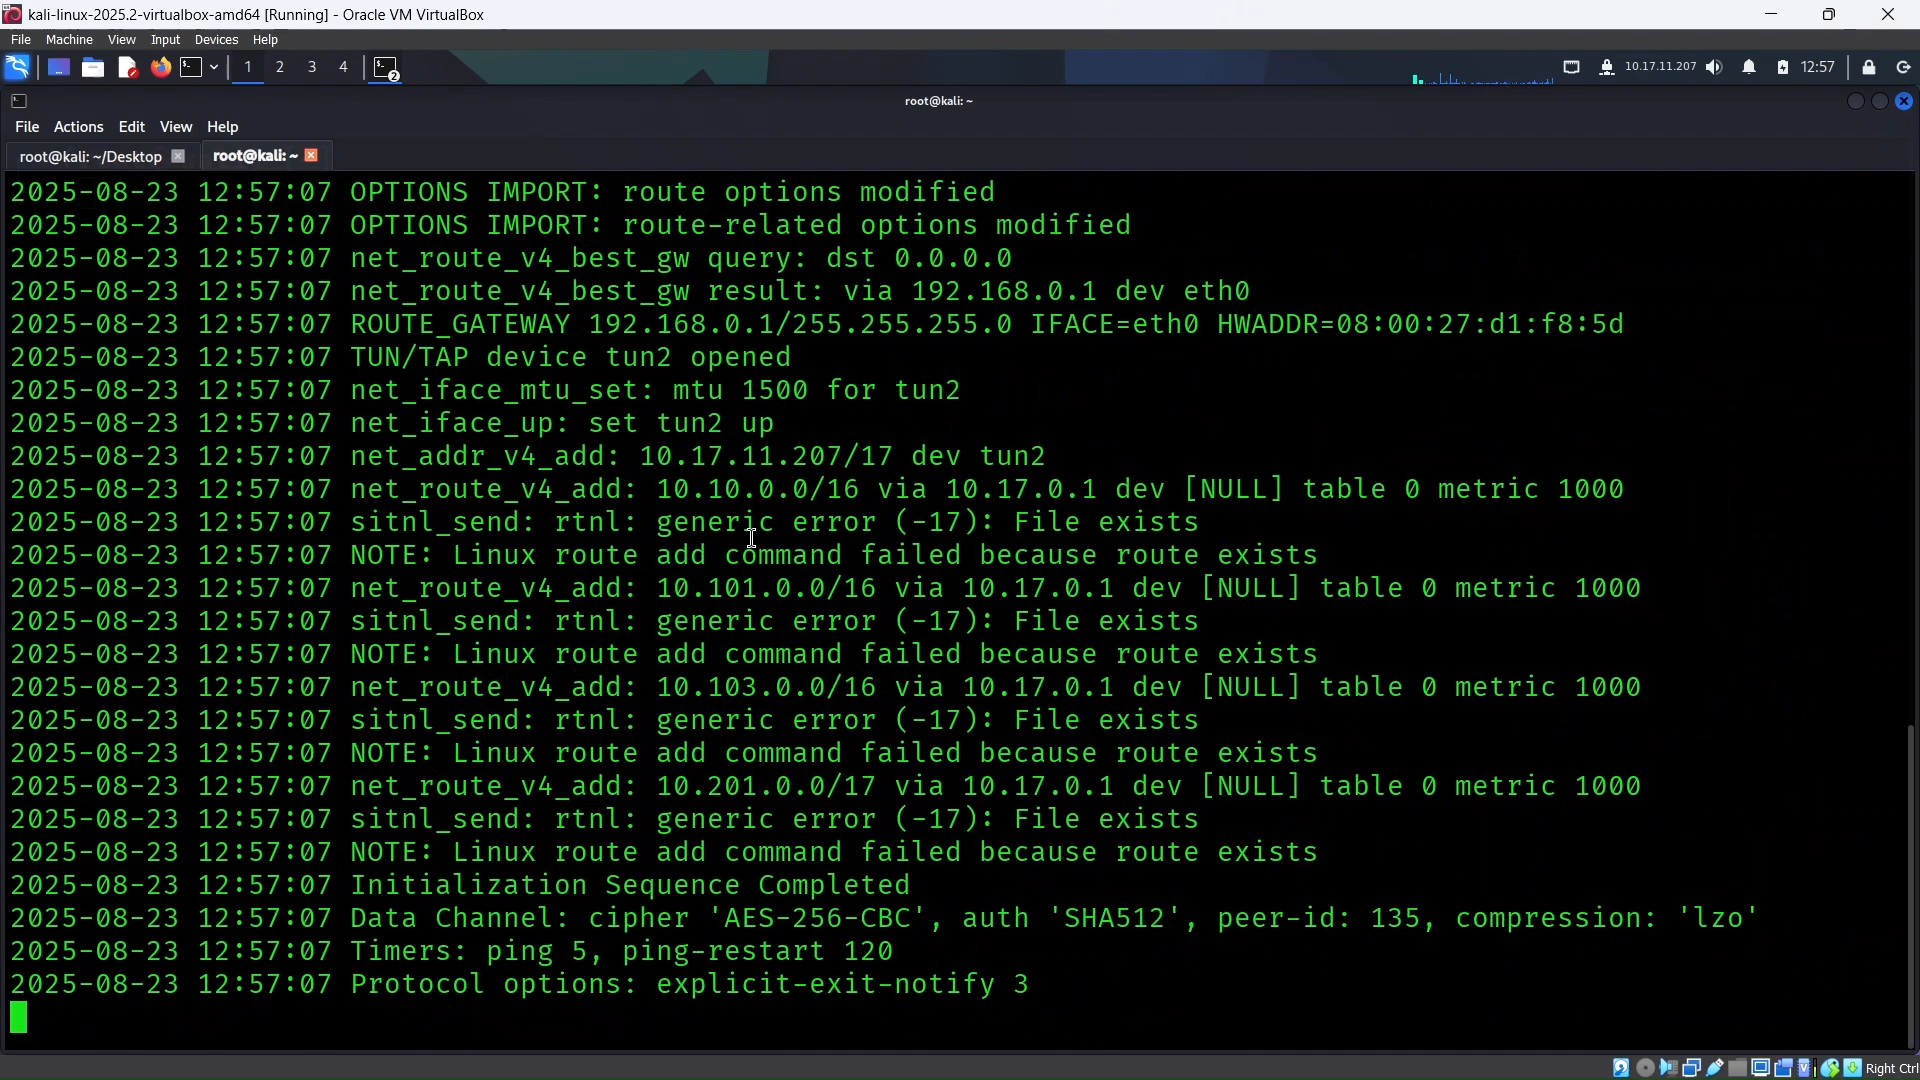 kali-linux-2025.2-virtualbox-amd64 [Running] - Oracle VM VirtualBox
File Machine View Input Devices Help
1 2 3 4 2 10.17.11.207 12:57
root@kali: ~
File Actions Edit View Help
root@kali: ~/Desktop root@kali: ~
2025-08-23 12:57:07 OPTIONS IMPORT: route options modified
2025-08-23 12:57:07 OPTIONS IMPORT: route-related options modified
2025-08-23 12:57:07 net_route_v4_best_gw query: dst 0.0.0.0
2025-08-23 12:57:07 net_route_v4_best_gw result: via 192.168.0.1 dev eth0
2025-08-23 12:57:07 ROUTE_GATEWAY 192.168.0.1/255.255.255.0 IFACE=eth0 HWADDR=08:00:27:d1:f8:5d
2025-08-23 12:57:07 TUN/TAP device tun2 opened
2025-08-23 12:57:07 net_iface_mtu_set: mtu 1500 for tun2
2025-08-23 12:57:07 net_iface_up: set tun2 up
2025-08-23 12:57:07 net_addr_v4_add: 10.17.11.207/17 dev tun2
2025-08-23 12:57:07 net_route_v4_add: 10.10.0.0/16 via 10.17.0.1 dev [NULL] table 0 metric 1000
2025-08-23 12:57:07 sitnl_send: rtnl: generic error (-17): File exists
2025-08-23 12:57:07 NOTE: Linux route add command failed because route exists
2025-08-23 12:57:07 net_route_v4_add: 10.101.0.0/16 via 10.17.0.1 dev [NULL] table 0 metric 1000
2025-08-23 12:57:07 sitnl_send: rtnl: generic error (-17): File exists
2025-08-23 12:57:07 NOTE: Linux route add command failed because route exists
2025-08-23 12:57:07 net_route_v4_add: 10.103.0.0/16 via 10.17.0.1 dev [NULL] table 0 metric 1000
2025-08-23 12:57:07 sitnl_send: rtnl: generic error (-17): File exists
2025-08-23 12:57:07 NOTE: Linux route add command failed because route exists
2025-08-23 12:57:07 net_route_v4_add: 10.201.0.0/17 via 10.17.0.1 dev [NULL] table 0 metric 1000
2025-08-23 12:57:07 sitnl_send: rtnl: generic error (-17): File exists
2025-08-23 12:57:07 NOTE: Linux route add command failed because route exists
2025-08-23 12:57:07 Initialization Sequence Completed
2025-08-23 12:57:07 Data Channel: cipher 'AES-256-CBC', auth 'SHA512', peer-id: 135, compression: 'lzo'
2025-08-23 12:57:07 Timers: ping 5, ping-restart 120
2025-08-23 12:57:07 Protocol options: explicit-exit-notify 3
Right Ctrl